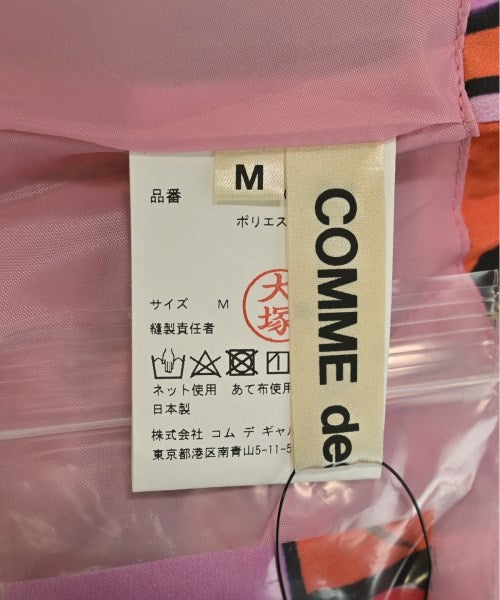 M
COMME de
品番
ポリエス
サイズ M
縫製責任者
大塚
ネット使用 あて布使用
日本製
株式会社 コム デ ギャル
東京都港区南青山5-11-5